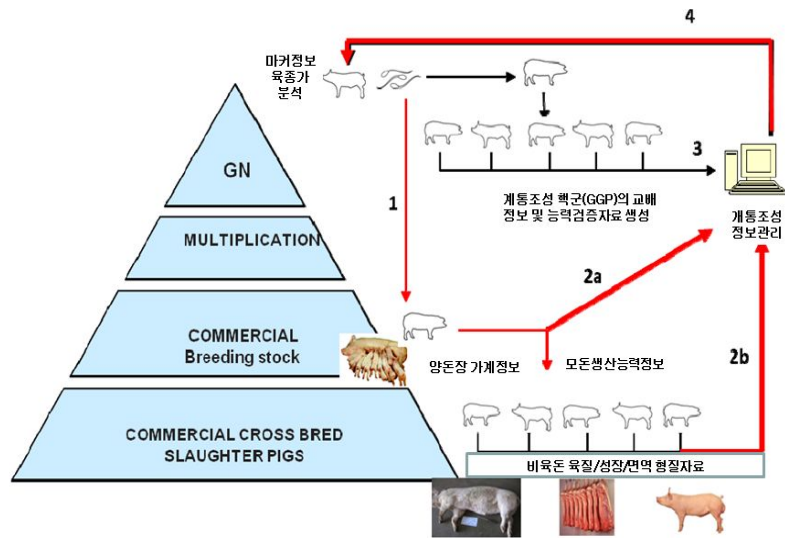 4
마커정보
육종가
분석
GN
3
1
계통조성 핵군(GGP)의 교배
정보 및 능력검증자료 생성
개통조성
정보관리
MULTIPLICATION
2a
COMMERCIAL
Breeding stock
양돈장 가계정보
모돈생산능력정보
2b
COMMERCIAL CROSS BRED
SLAUGHTER PIGS
비육돈 육질/성장/면역 형질자료